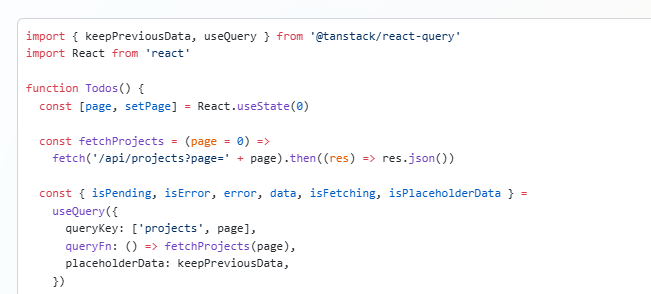 import { keepPreviousData, useQuery } from '@tanstack/react-query'
import React from 'react'
function Todos() {
const [page, setPage] = React.useState(0)
const fetchProjects = (page = 0) =>
fetch('/api/projects?page=' + page).then((res) => res.json())
const { isPending, isError, error, data, isFetching, isPlaceholderData } =
useQuery({
queryKey: ['projects', page],
queryFn: () => fetchProjects(page),
placeholderData: keepPreviousData,
})